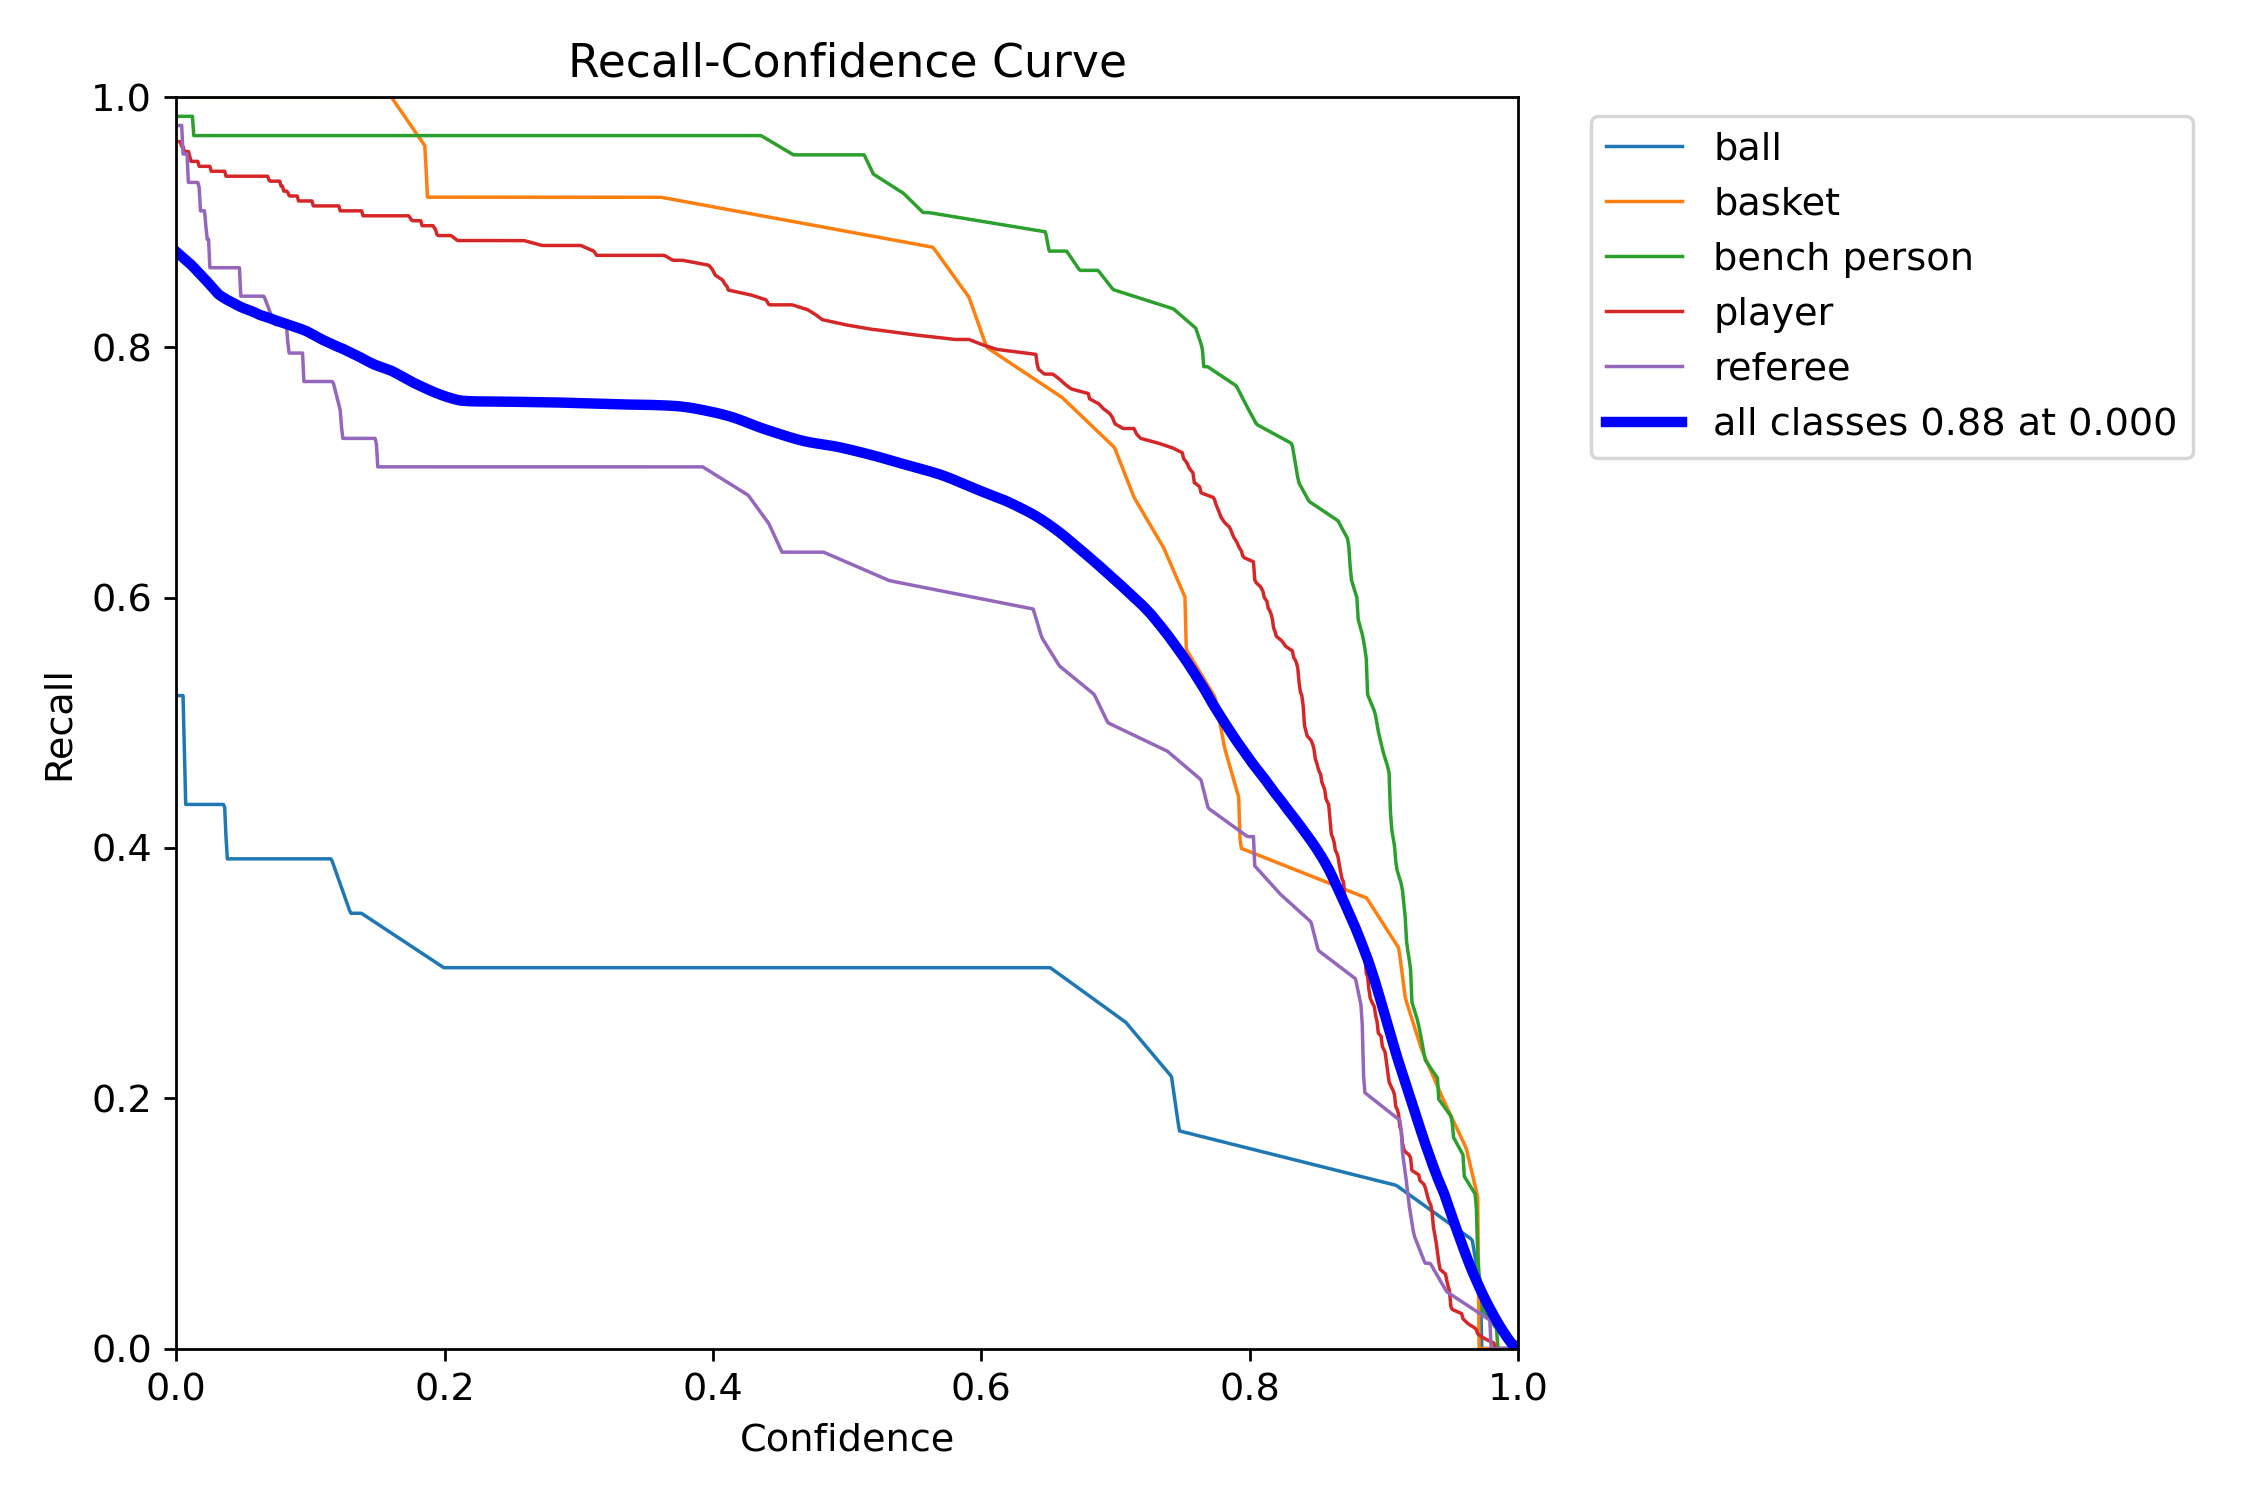 Recall-Confidence Curve
1.0
0.8
0.6
0.4
0.2
0.0
Recall
0.0 0.2 0.4 0.6 0.8 1.0
Confidence
ball
basket
bench person
player
referee
all classes 0.88 at 0.000